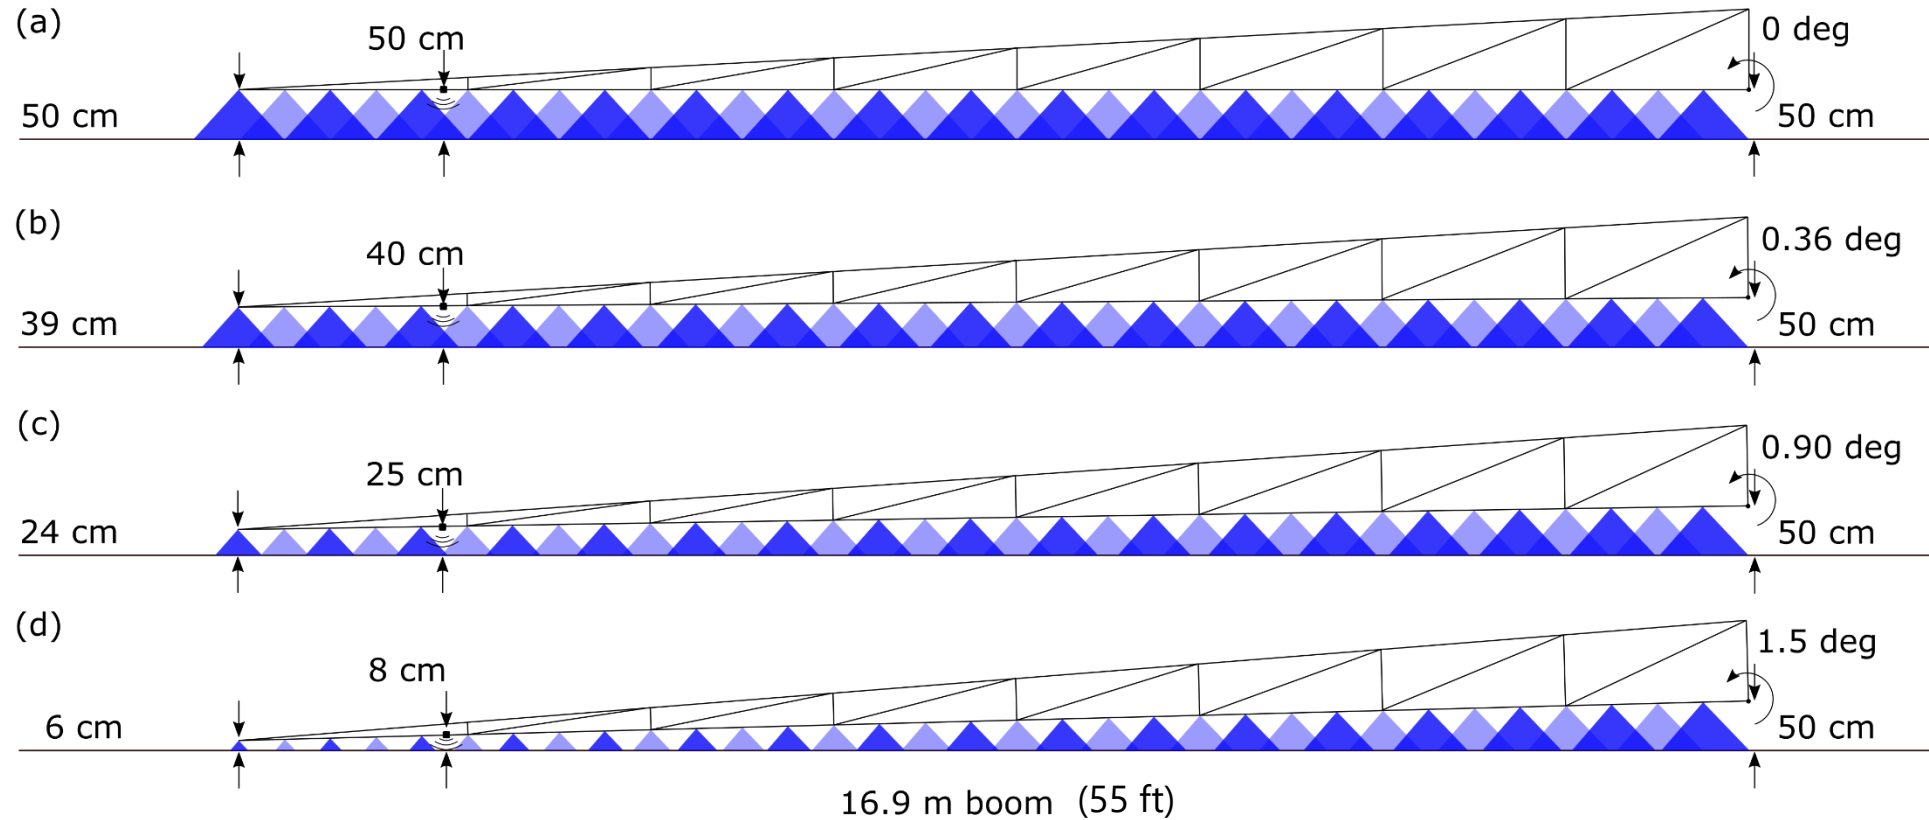 (a)
50 cm
0 deg
50 cm
50 cm
(b)
40 cm
0.36 deg
39 cm
50 cm
(c)
25 cm
0.90 deg
24 cm
50 cm
(d)
8 cm
1.5 deg
6 cm
50 cm
16.9 m boom (55 ft)